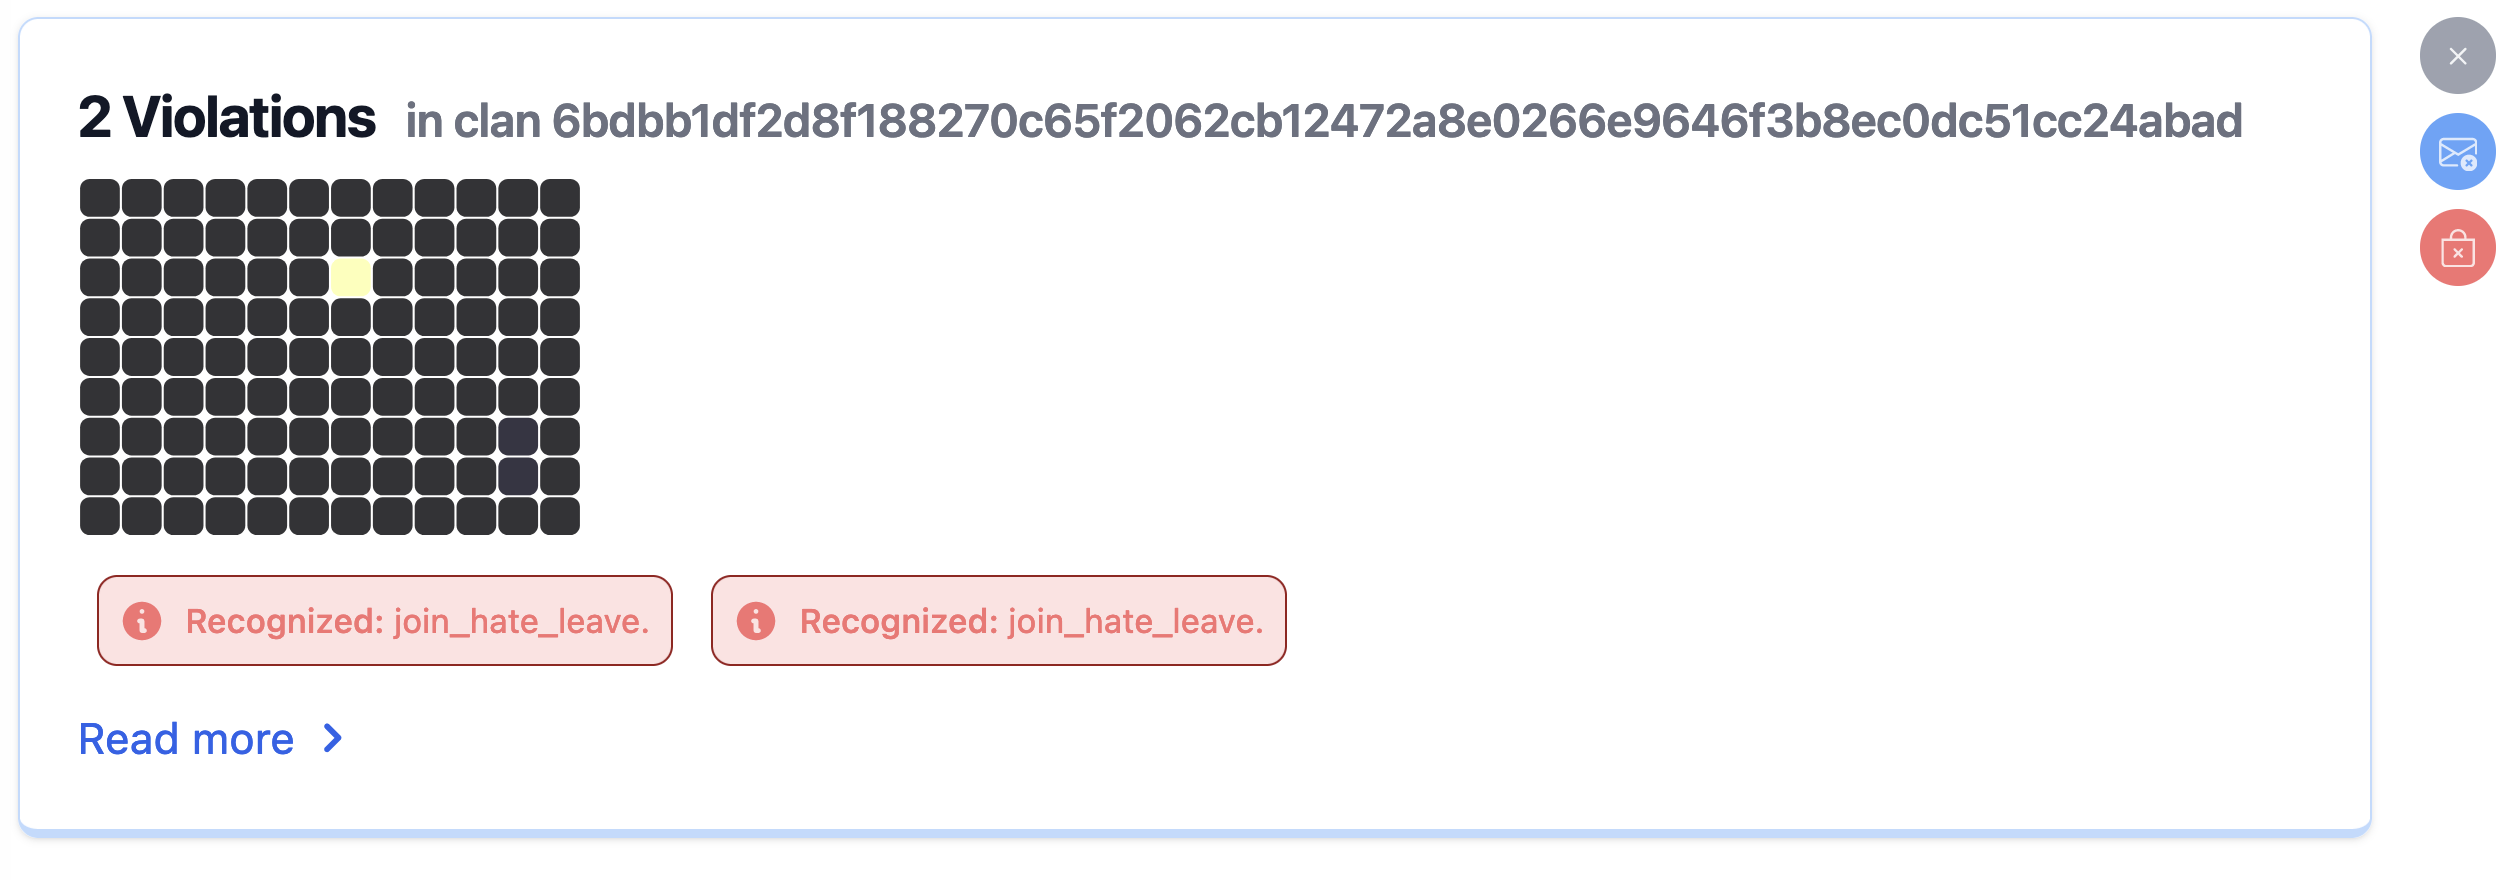 2 Violations in clan 6bdbb1df2d8f188270c65f2062cb12472a8e0266e9646f3b8ec0dc51cc24abad
Recognized: join_hate_leave. Recognized: join_hate_leave.
Read more